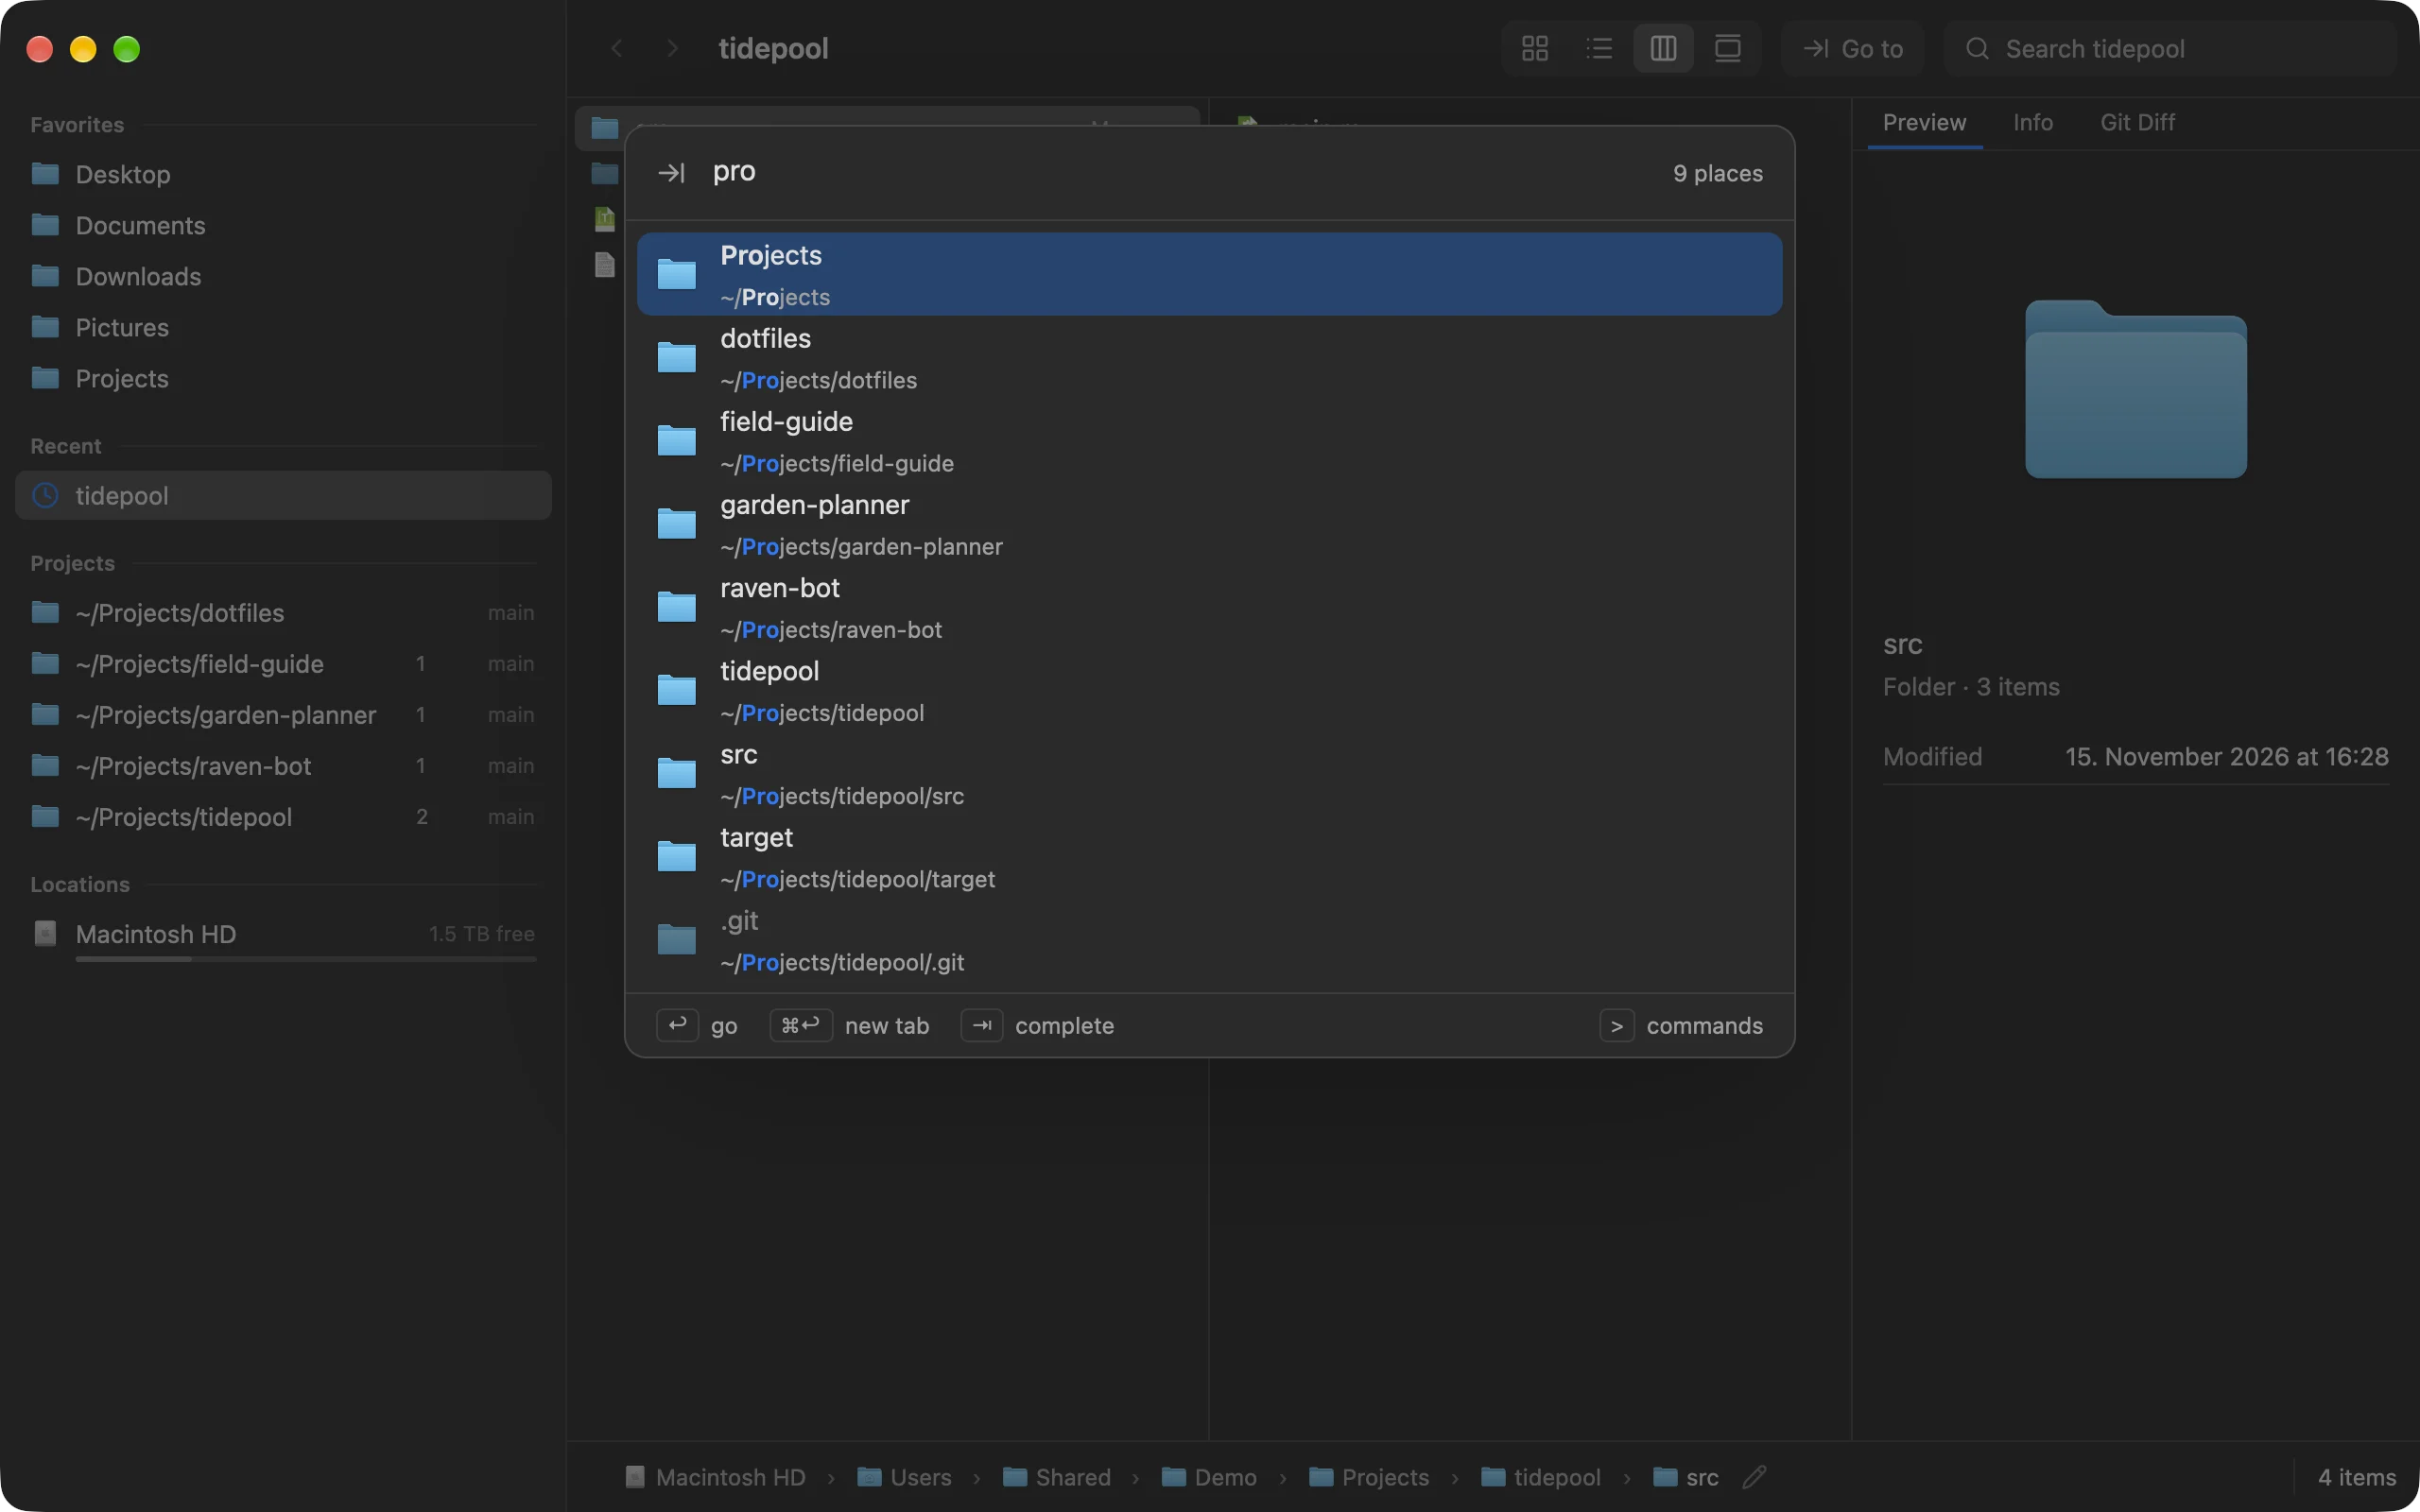 tidepool
Go to
Search tidepool
Favorites
Desktop
Documents
Downloads
Pictures
Projects
Recent
tidepool
Projects
~/Projects/dotfiles main
~/Projects/field-guide 1 main
~/Projects/garden-planner 1 main
~/Projects/raven-bot 1 main
~/Projects/tidepool 2 main
Locations
Macintosh HD 1.5 TB free
pro 9 places
Projects
~/Projects
dotfiles
~/Projects/dotfiles
field-guide
~/Projects/field-guide
garden-planner
~/Projects/garden-planner
raven-bot
~/Projects/raven-bot
tidepool
~/Projects/tidepool
src
~/Projects/tidepool/src
target
~/Projects/tidepool/target
.git
~/Projects/tidepool/.git
go ⌘ new tab complete > commands
Preview Info Git Diff
src
Folder · 3 items
Modified 15. November 2026 at 16:28
Macintosh HD › Users › Shared › Demo › Projects › tidepool › src
4 items